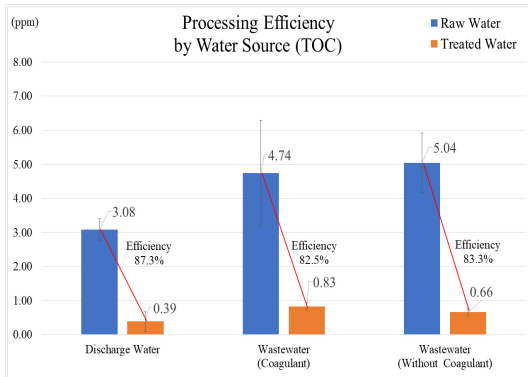 (ppm)
Processing Efficiency
by Water Source (TOC)
Raw Water
Treated Water
8.00
7.00
6.00
5.00
4.00
3.00
2.00
1.00
0.00
3.08
0.39
Efficiency
87.3%
4.74
0.83
Efficiency
82.5%
5.04
0.66
Efficiency
83.3%
Discharge Water
Wastewater
(Coagulant)
Wastewater
(Without Coagulant)